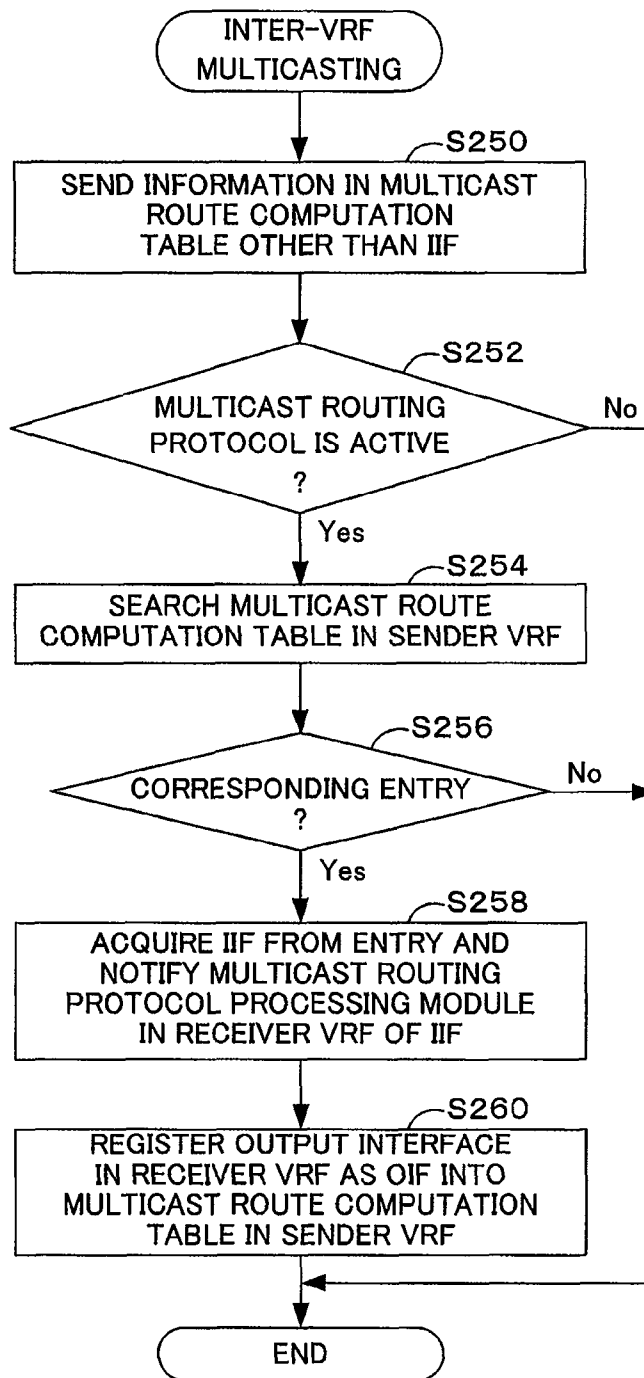 INTER-VRF
MULTICASTING
S250
SEND INFORMATION IN MULTICAST
ROUTE COMPUTATION
TABLE OTHER THAN IIF
S252
MULTICAST ROUTING
PROTOCOL IS ACTIVE
?
No
Yes
S254
SEARCH MULTICAST ROUTE
COMPUTATION TABLE IN SENDER VRF
S256
CORRESPONDING ENTRY
?
No
Yes
S258
ACQUIRE IIF FROM ENTRY AND
NOTIFY MULTICAST ROUTING
PROTOCOL PROCESSING MODULE
IN RECEIVER VRF OF IIF
S260
REGISTER OUTPUT INTERFACE
IN RECEIVER VRF AS OIF INTO
MULTICAST ROUTE COMPUTATION
TABLE IN SENDER VRF
END